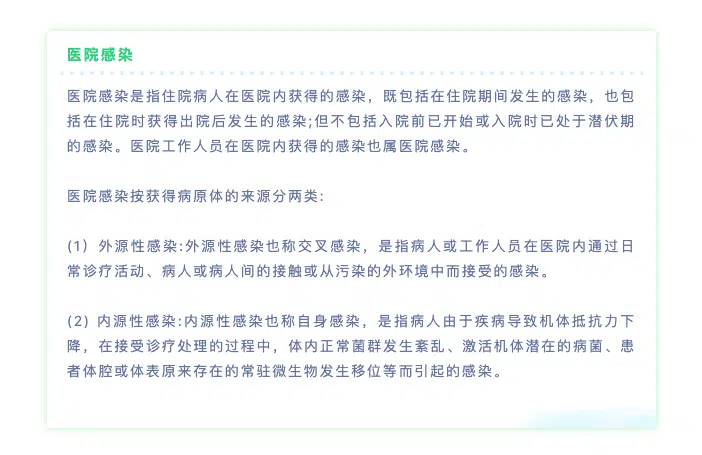 医院感染
医院感染是指住院病人在医院内获得的感染，既包括在住院期间发生的感染，也包
括在住院时获得出院后发生的感染;但不包括入院前已开始或入院时已处于潜伏期
的感染。医院工作人员在医院内获得的感染也属医院感染。
医院感染按获得病原体的来源分两类:
(1）外源性感染:外源性感染也称交叉感染，是指病人或工作人员在医院内通过日
常诊疗活动、病人或病人间的接触或从污染的外环境中而接受的感染。
(2) 内源性感染:内源性感染也称自身感染，是指病人由于疾病导致机体抵抗力下
降，在接受诊疗处理的过程中，体内正常菌群发生紊乱、激活机体潜在的病菌、患
者体腔或体表原来存在的常驻微生物发生移位等而引起的感染。